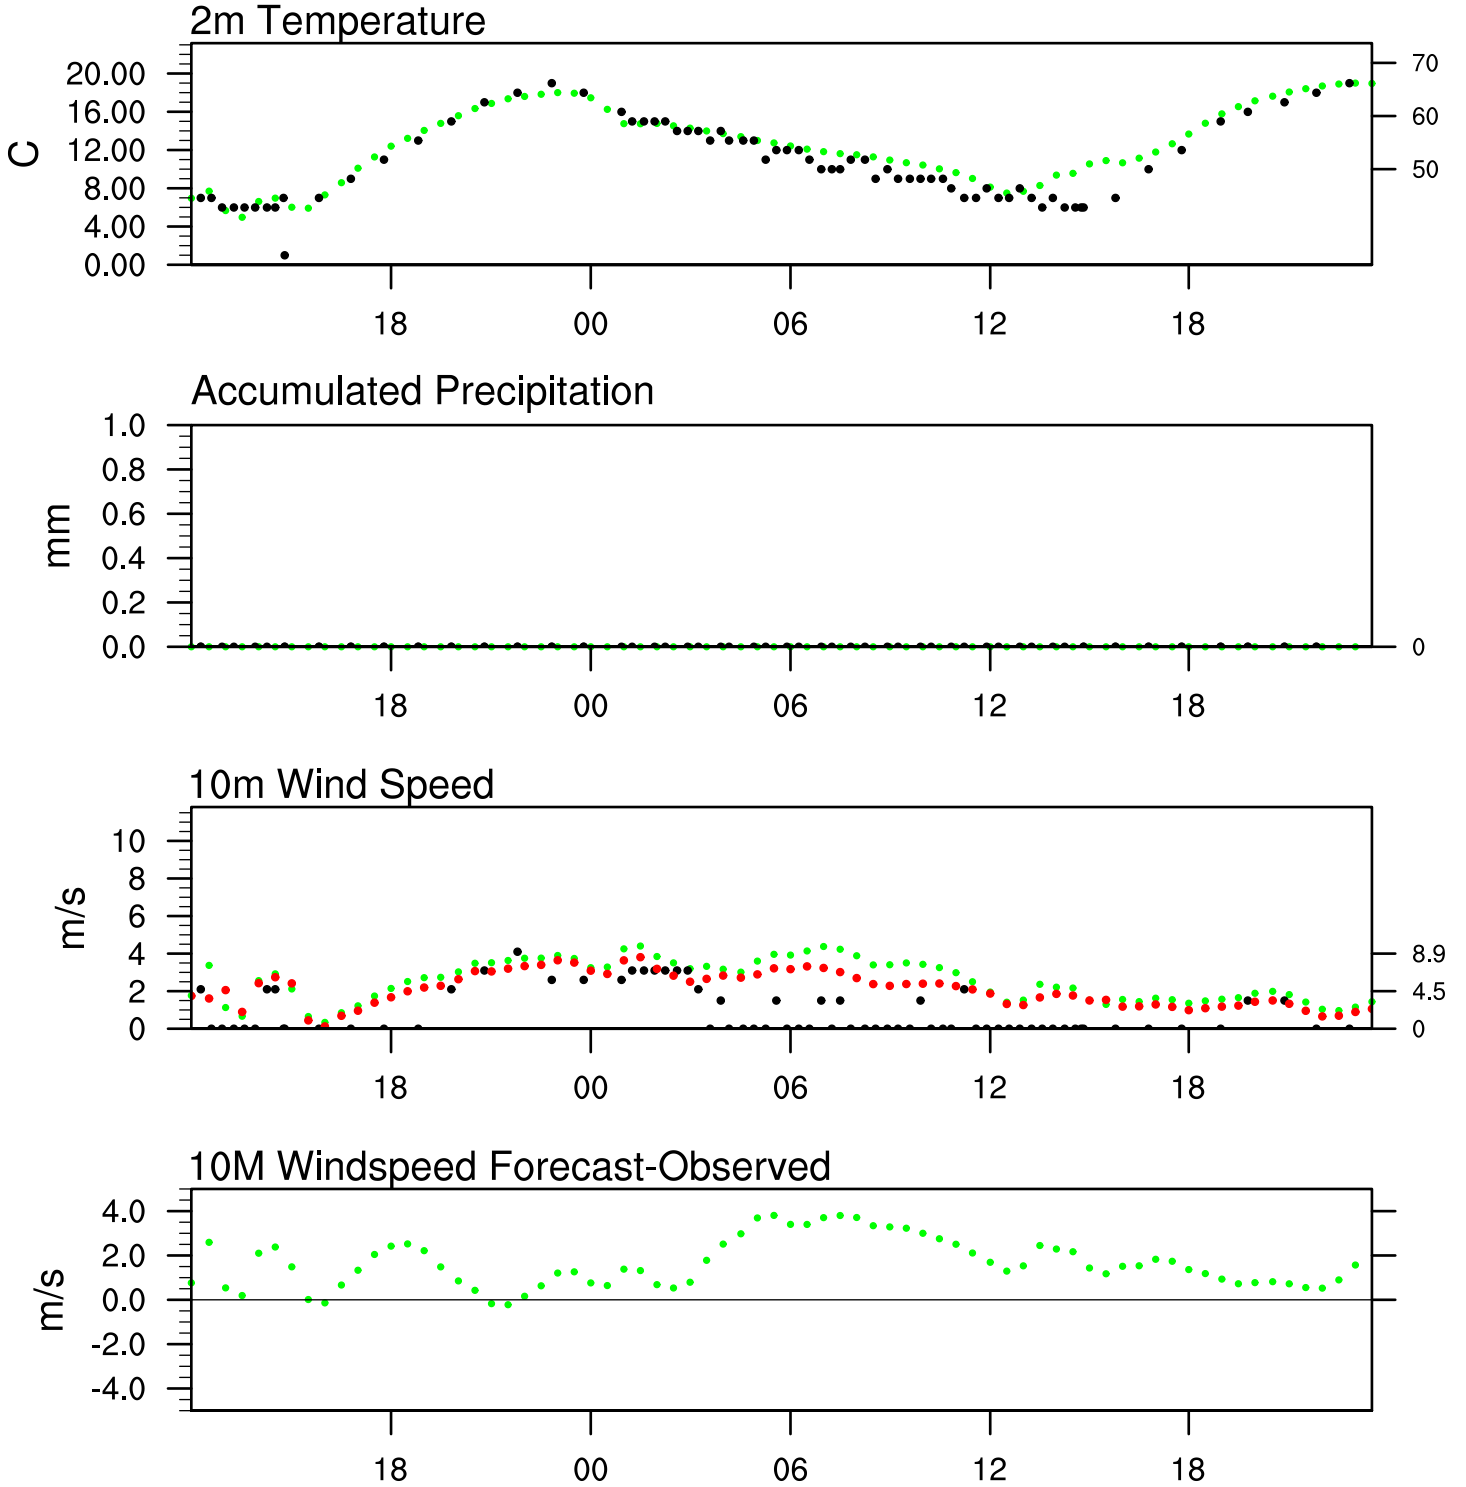 2m Temperature
20.00
16.00
12.00
8.00
4.00
0.00
C
70
60
50
18 00 06 12 18
Accumulated Precipitation
1.0
0.8
0.6
0.4
0.2
0.0
mm
0
18 00 06 12 18
10m Wind Speed
10
8
6
4
2
0
m/s
8.9
4.5
0
18 00 06 12 18
10M Windspeed Forecast-Observed
4.0
2.0
0.0
-2.0
-4.0
m/s
18 00 06 12 18